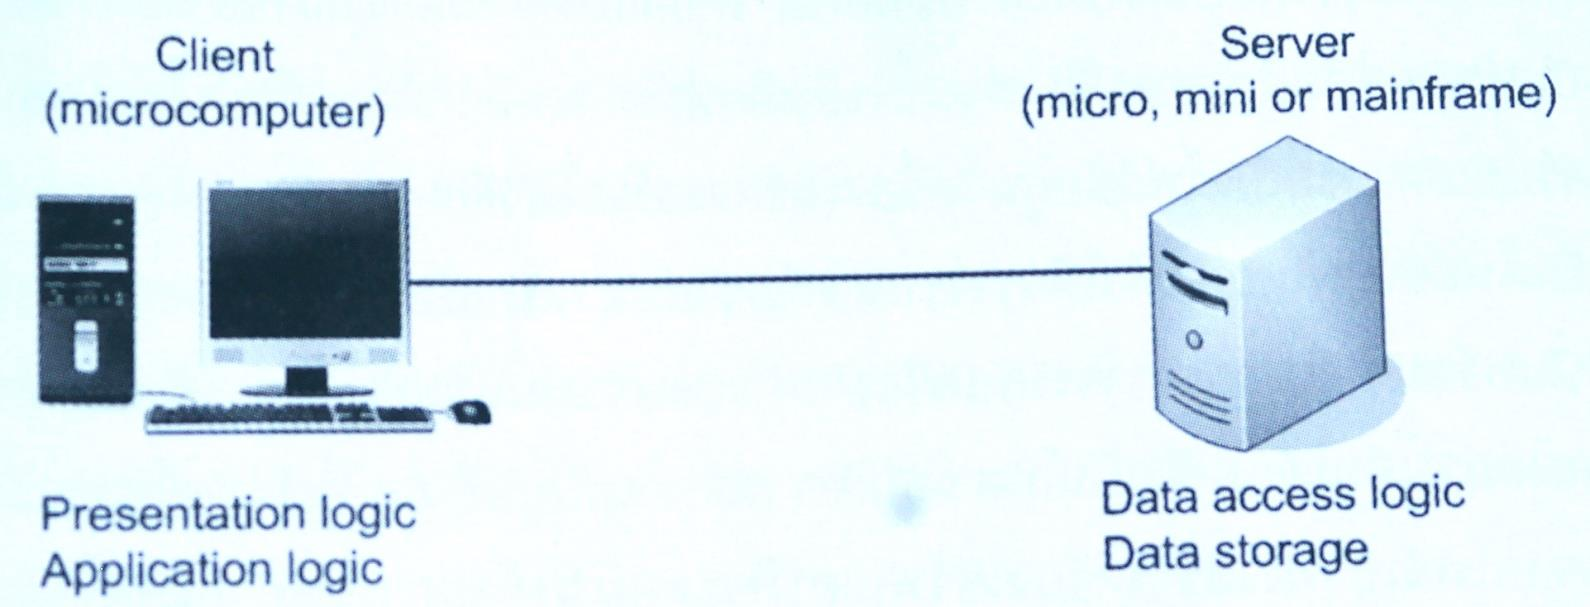 Client
(microcomputer)
Server
(micro, mini or mainframe)
Presentation logic
Application logic
Data access logic
Data storage